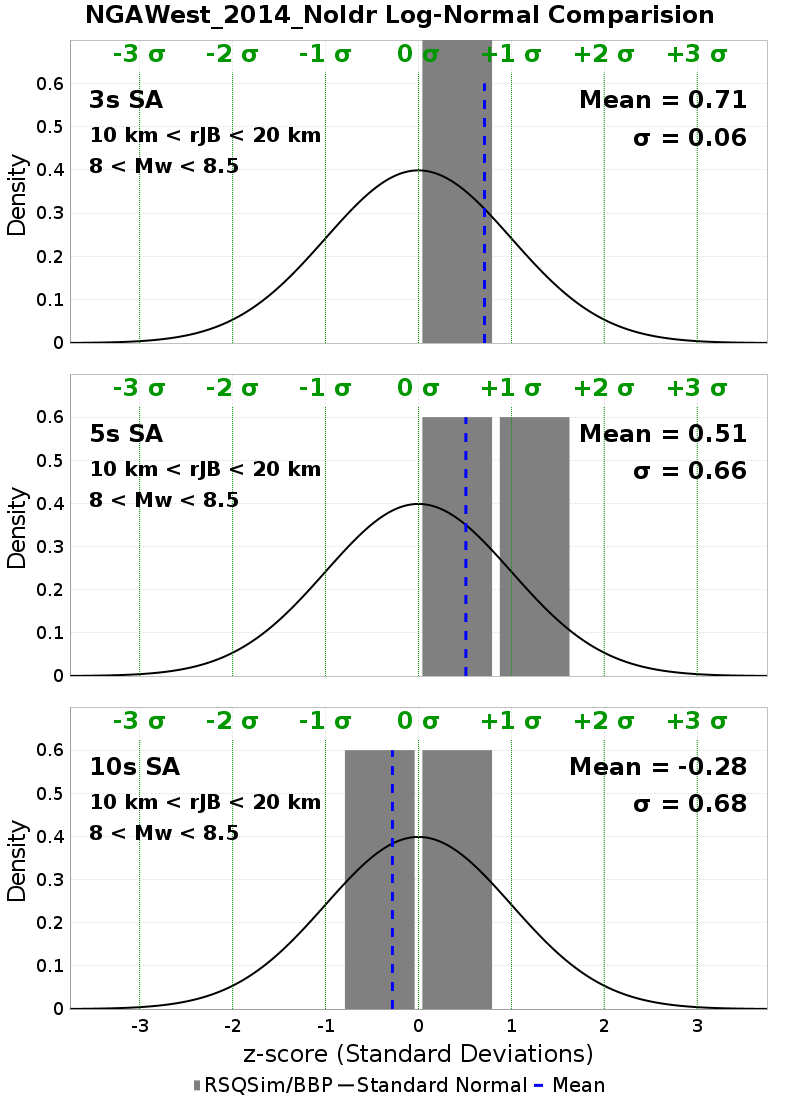 NGAWest_2014_NoIdr Log-Normal Comparision
-3 σ -2 σ -1 σ 0 σ +1 σ +2 σ +3 σ
3s SA
Mean = 0.71
10 km < rJB < 20 km
σ = 0.06
8 < Mw < 8.5
Density
0.6
0.5
0.4
0.3
0.2
0.1
0
-3 σ -2 σ -1 σ 0 σ +1 σ +2 σ +3 σ
5s SA
Mean = 0.51
10 km < rJB < 20 km
σ = 0.66
8 < Mw < 8.5
Density
0.6
0.5
0.4
0.3
0.2
0.1
0
-3 σ -2 σ -1 σ 0 σ +1 σ +2 σ +3 σ
10s SA
Mean = -0.28
10 km < rJB < 20 km
σ = 0.68
8 < Mw < 8.5
Density
0.6
0.5
0.4
0.3
0.2
0.1
0
-3 -2 -1 0 1 2 3
z-score (Standard Deviations)
RSQSim/BBP Standard Normal Mean